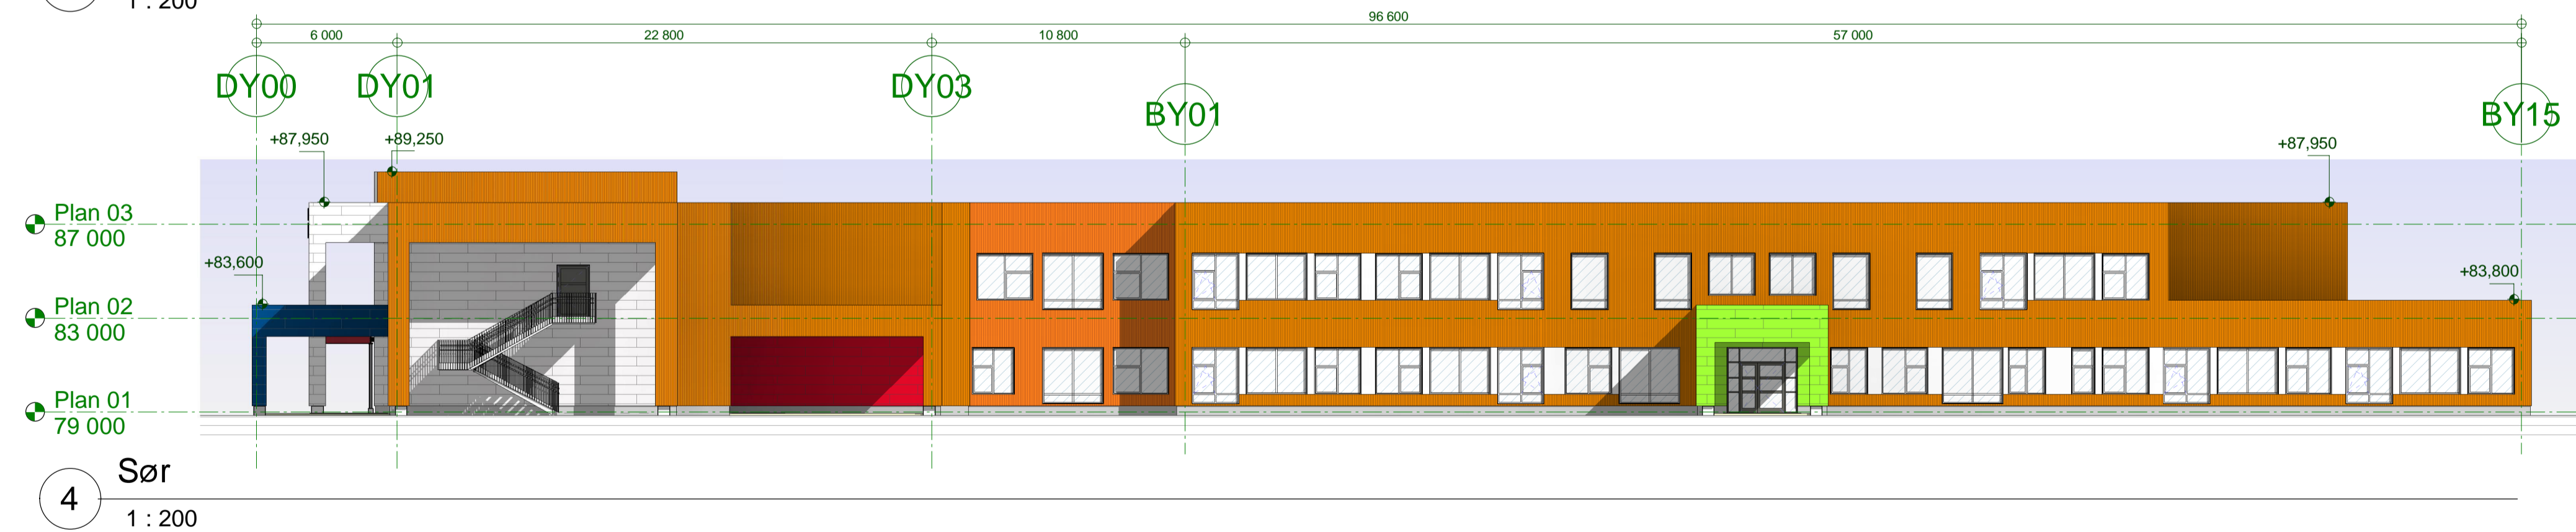 1 : 200
96 600
6 000
22 800
10 800
57 000
DY00
DY01
DY03
BY01
BY15
+87,950
+89,250
+87,950
Plan 03
87 000
+83,600
+83,800
Plan 02
83 000
Plan 01
79 000
4
Sør
1 : 200